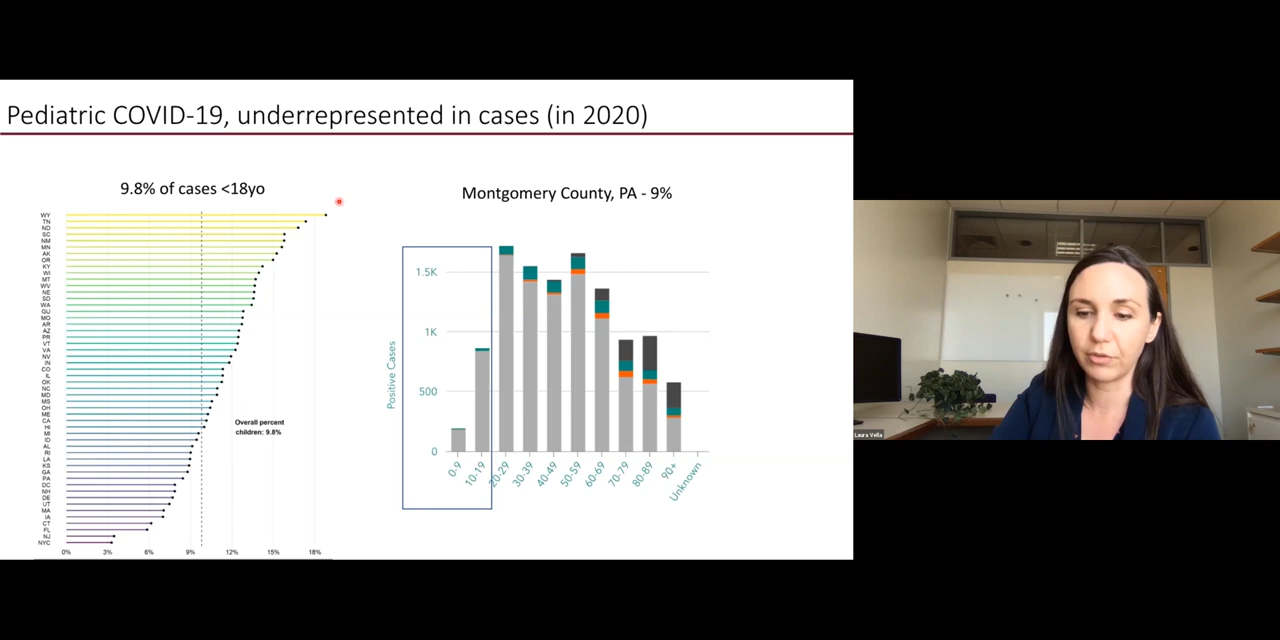 Pediatric COVID-19, underrepresented in cases (in 2020)
9.8% of cases <18yo
WY
TN
ND
SC
NM
MN
AK
OR
KY
WI
MT
WV
NE
SD
WA
GU
MO
AR
AZ
PR
VT
VA
NV
IN
CO
IL
OK
NC
MD
MS
OH
ME
CA
HI
MI
ID
AL
RI
LA
KS
GA
PA
DC
NH
DE
UT
MA
IA
CT
FL
NJ
NYC
Overall percent
children: 9.8%
0% 3% 6% 9% 12% 15% 18%
Montgomery County, PA - 9%
Positive Cases
1.5K
1K
500
0
0-9 10-19 20-29 30-39 40-49 50-59 60-69 70-79 80-89 90+ Unknown
Laura Vella